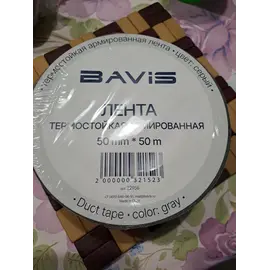 термостойкая армированная лента • цвет: серый
BAVIS
ЛЕНТА
ТЕРМОСТОЙКАЯ АРМИРОВАННАЯ
50 mm * 50 m
2 000000 321523
Duct tape • color: gray